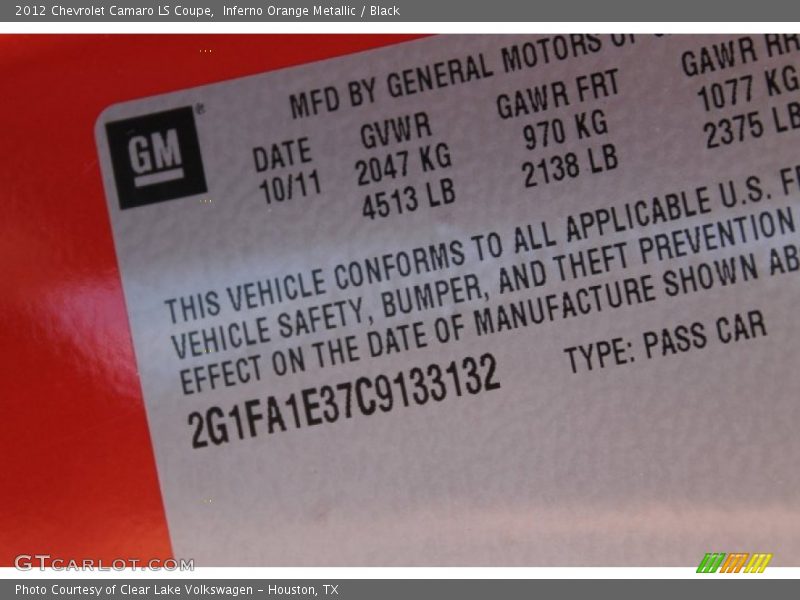 2012 Chevrolet Camaro LS Coupe, Inferno Orange Metallic / Black
MFD BY GENERAL MOTORS OF
GM®
DATE GVWR GAWR FRT GAWR RR
10/11 2047 KG 970 KG 1077 KG
4513 LB 2138 LB 2375 LB
THIS VEHICLE CONFORMS TO ALL APPLICABLE U.S.
VEHICLE SAFETY, BUMPER, AND THEFT PREVENTION
EFFECT ON THE DATE OF MANUFACTURE SHOWN AB
2G1FA1E37C9133132 TYPE: PASS CAR
GTCARLOT.COM
Photo Courtesy of Clear Lake Volkswagen - Houston, TX